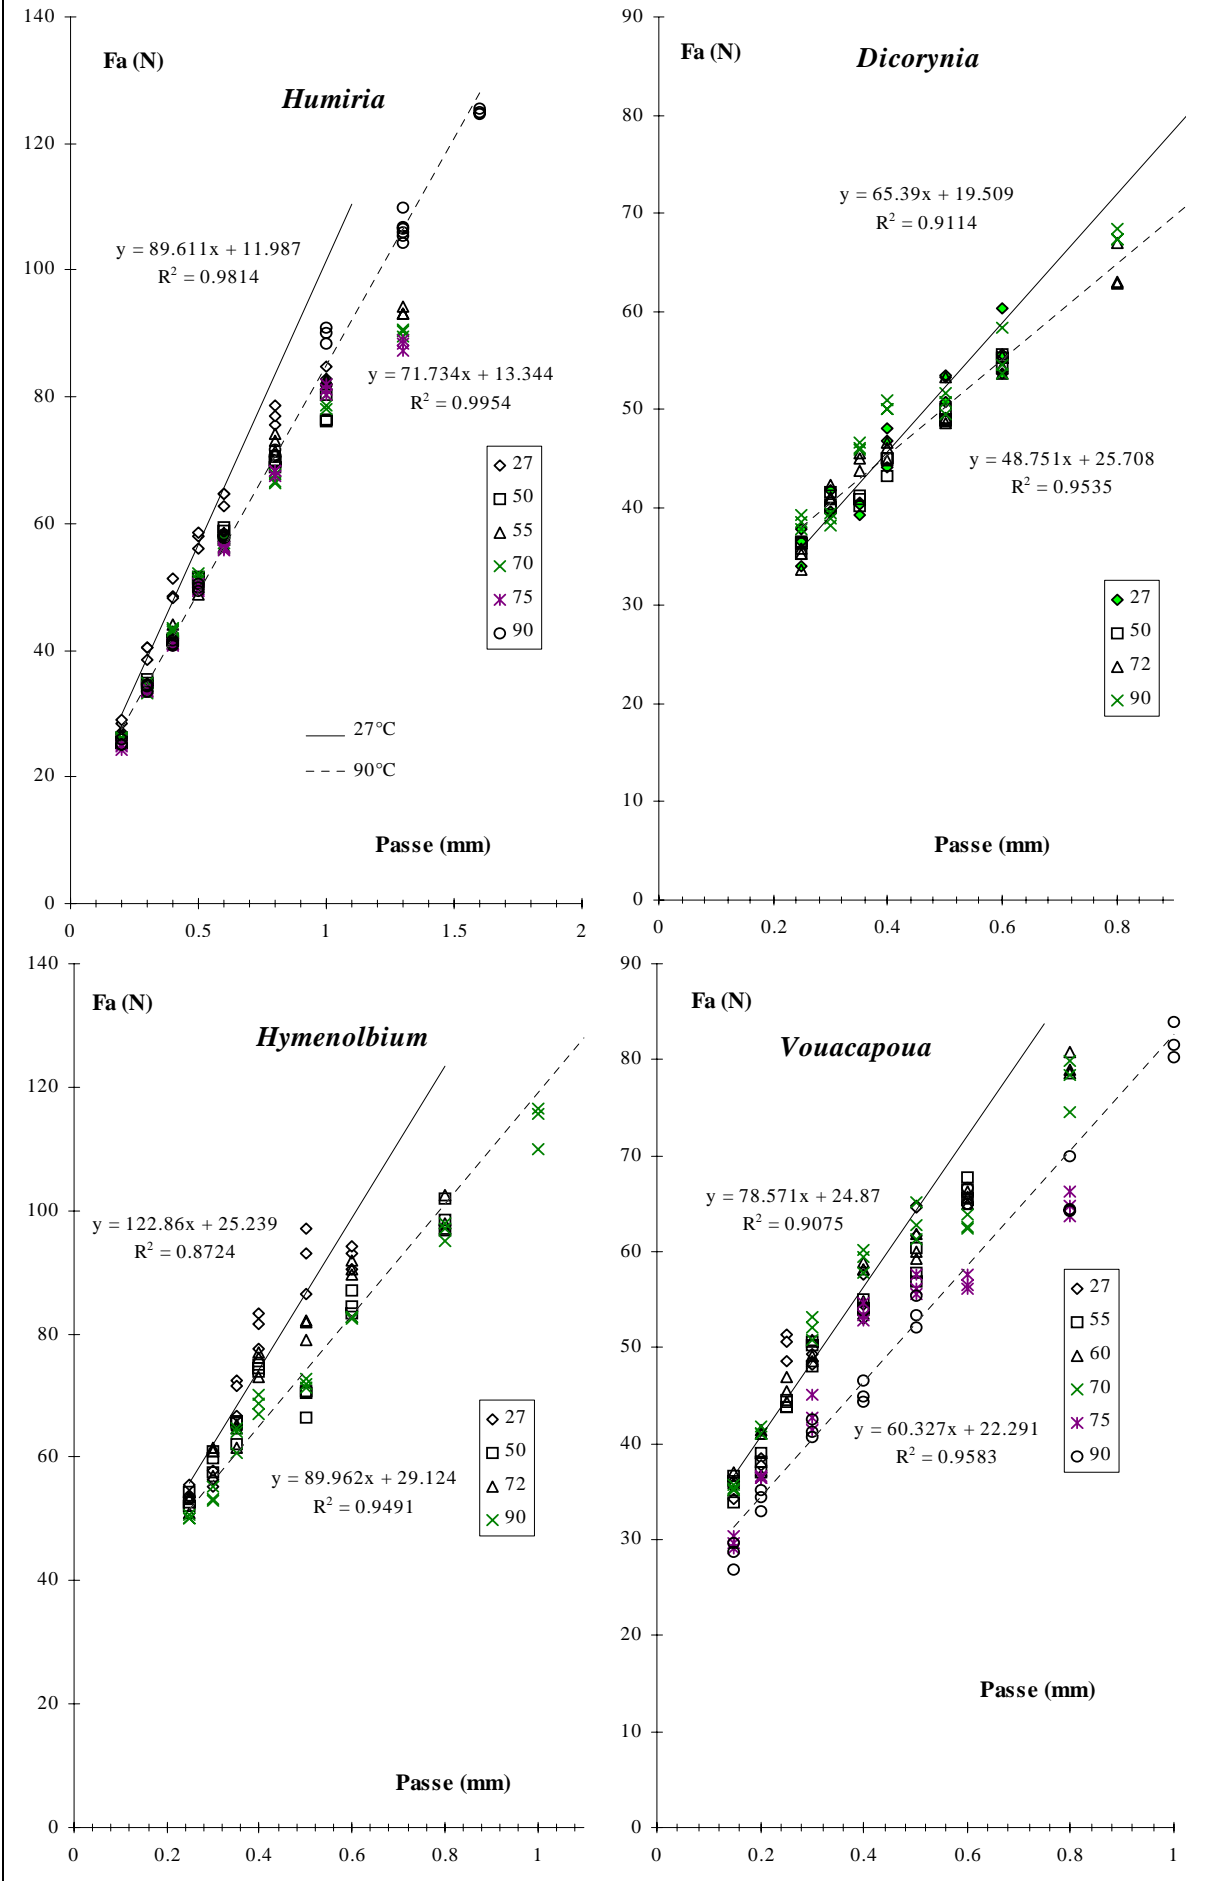 140
120
100
80
60
40
20
0
0
0.5
1
1.5
2
Fa (N)
Humiria
y = 89.611x + 11.987
R² = 0.9814
y = 71.734x + 13.344
R² = 0.9954
27
50
55
70
75
90
27°C
90°C
Passe (mm)
90
80
70
60
50
40
30
20
10
0
0
0.2
0.4
0.6
0.8
Fa (N)
Dicorynia
y = 65.39x + 19.509
R² = 0.9114
y = 48.751x + 25.708
R² = 0.9535
27
50
72
90
Passe (mm)
140
120
100
80
60
40
20
0
0
0.2
0.4
0.6
0.8
1
Fa (N)
Hymenolbium
y = 122.86x + 25.239
R² = 0.8724
y = 89.962x + 29.124
R² = 0.9491
27
50
72
90
Passe (mm)
90
80
70
60
50
40
30
20
10
0
0
0.2
0.4
0.6
0.8
1
Fa (N)
Vouacapoua
y = 78.571x + 24.87
R² = 0.9075
y = 60.327x + 22.291
R² = 0.9583
27
55
60
70
75
90
Passe (mm)